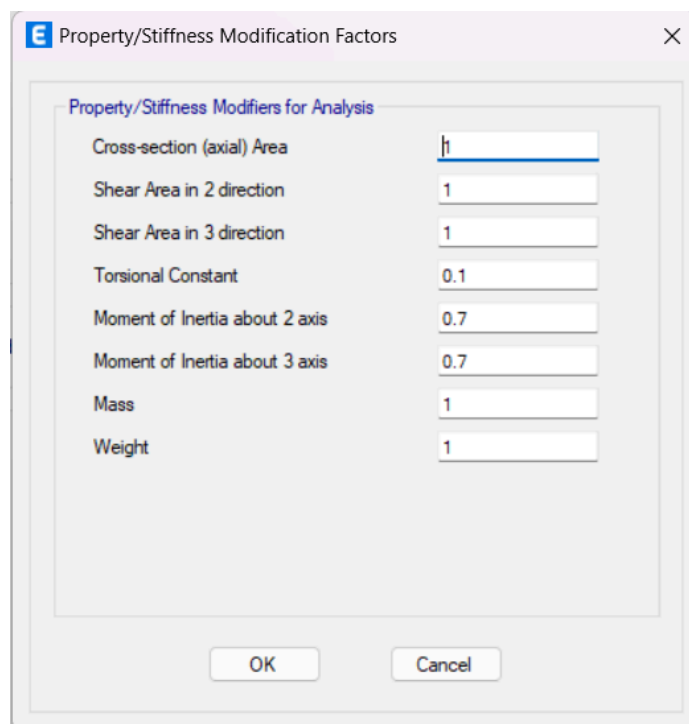 E Property/Stiffness Modification Factors
Property/Stiffness Modifiers for Analysis
Cross-section (axial) Area 1
Shear Area in 2 direction 1
Shear Area in 3 direction 1
Torsional Constant 0.1
Moment of Inertia about 2 axis 0.7
Moment of Inertia about 3 axis 0.7
Mass 1
Weight 1
OK Cancel